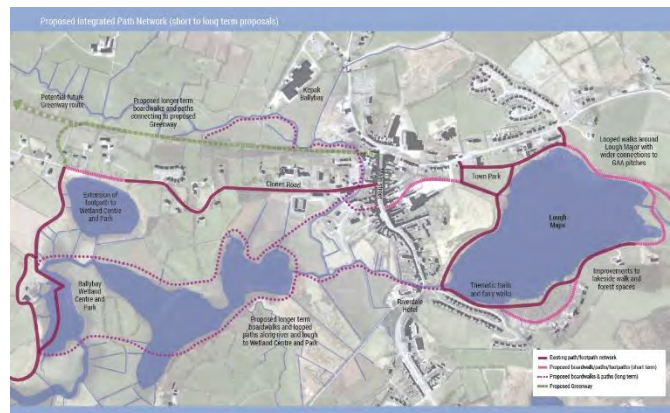 Proposed Integrated Path Network (short to long term proposals)
Potential future
Greenway route
Proposed longer term
boardwalks and paths
connecting to proposed
Greenway
Kepak
Ballybay
Looped walks around
Lough Major with
wider connections to
GAA pitches
Town Park
Clones Road
Extension of
footpath to
Wetland Centre
and Park
Lough
Major
Ballybay
Wetland
Centre and
Park
Thematic trails
and fairy walks
Improvements to
lakeside walk and
forest spaces
Riverdale
Hotel
Proposed longer term
boardwalks and looped
paths along river and lough
to Wetland Centre and Park
Existing path/footpath network
Proposed boardwalk/paths/footpaths (short term)
Proposed boardwalks & paths (long term)
Proposed Greenway